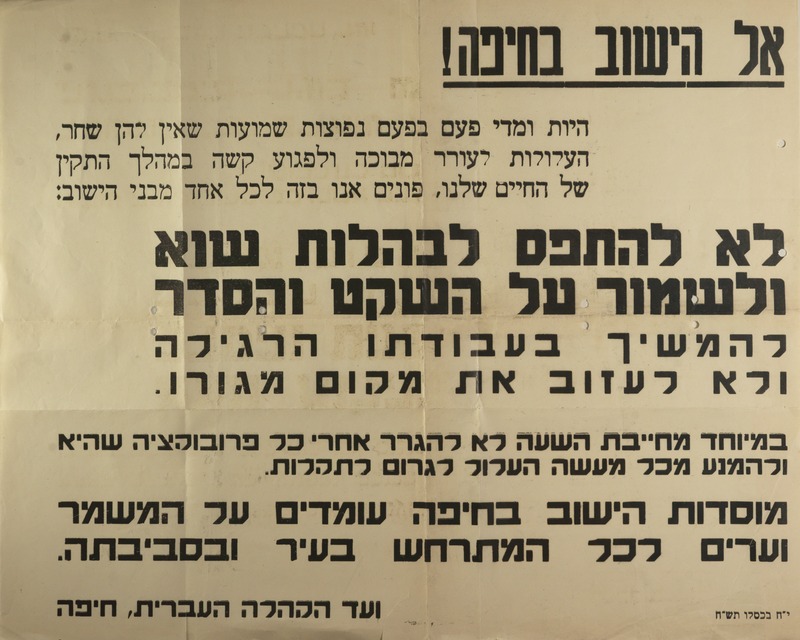 אל הישוב בחיפה!
היות ומדי פעם בפעם נפוצות שמועות שאין להן שחר,
העלולות לעורר מבוכה ולפגוע קשה במהלך התקין
של החיים שלנו, פונים אנו בזה לכל אחד מבני הישוב:
לא להתפס לבהלות שוא
ולשמור על השקט והסדר
להמשיך בעבודתו הרגילה
ולא לעזוב את מקום מגורו.
במיוחד מחייבת השעה לא להגרר אחרי כל פרובוקציה שהיא
ולהמנע מכל מעשה העלול לגרום לתקלות.
מוסדות הישוב בחיפה עומדים על המשמר
וערים לכל המתרחש בעיר ובסביבתה.
ועד הקהלה העברית, חיפה
י"ח בכסלו תש"ח